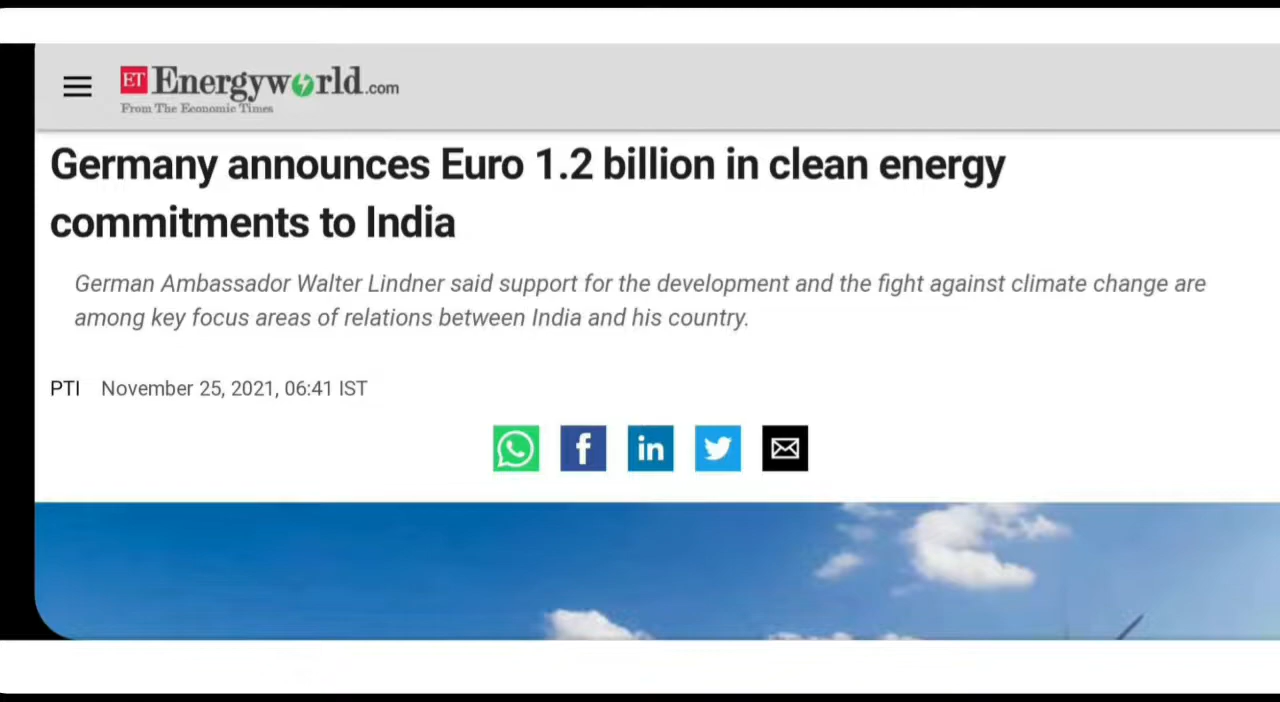 ET Energyworld.com
From The Economic Times
Germany announces Euro 1.2 billion in clean energy
commitments to India
German Ambassador Walter Lindner said support for the development and the fight against climate change are
among key focus areas of relations between India and his country.
PTI November 25, 2021, 06:41 IST
f in